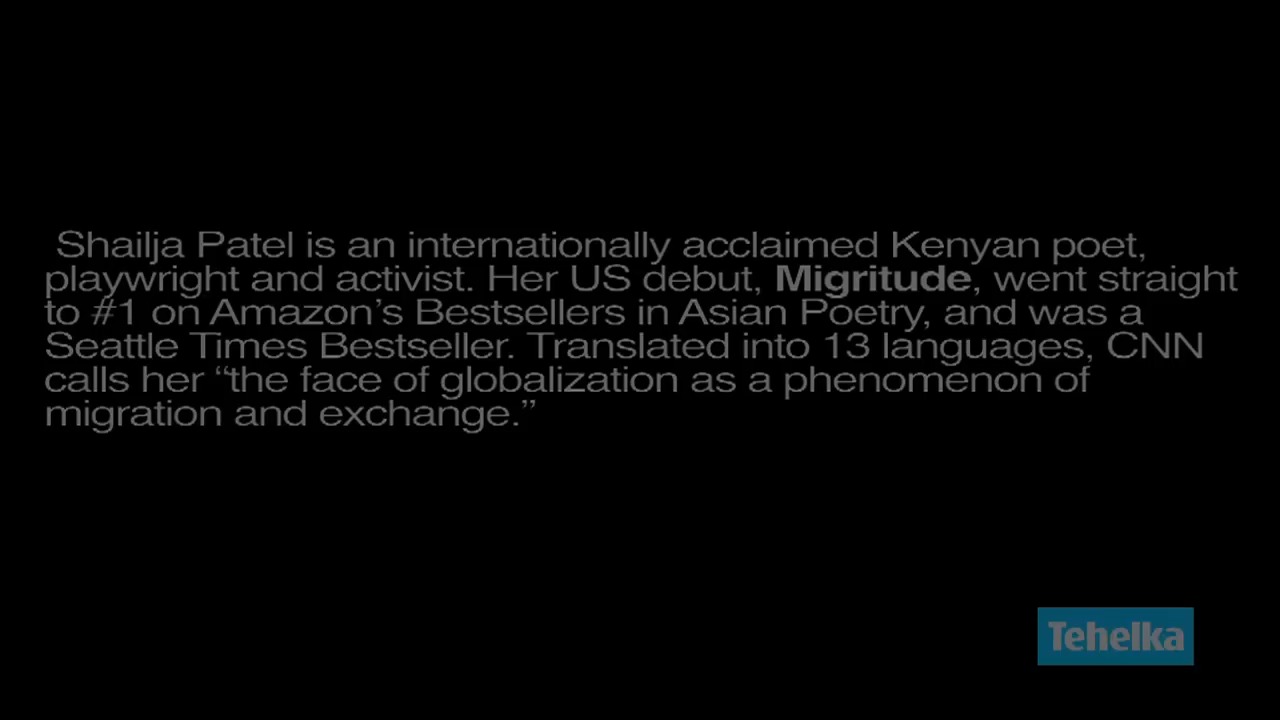 Shailja Patel is an internationally acclaimed Kenyan poet,
playwright and activist. Her US debut, Migritude, went straight
to #1 on Amazon’s Bestsellers in Asian Poetry, and was a
Seattle Times Bestseller. Translated into 13 languages, CNN
calls her “the face of globalization as a phenomenon of
migration and exchange.”
Tehelka